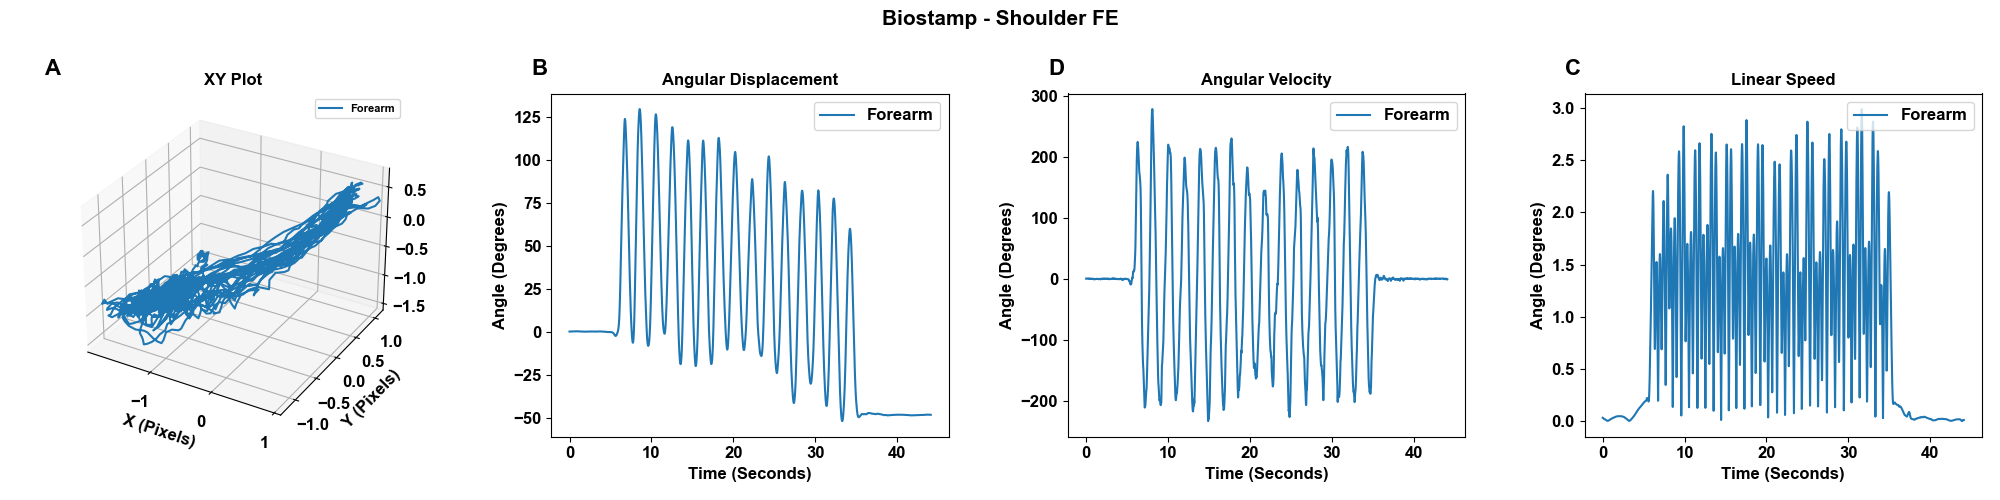 Biostamp - Shoulder FE
A
XY Plot
Forearm
0.5
0.0
−0.5
−1.0
−1.5
1.0
0.5
0.0
−0.5
−1.0
Y (Pixels)
−1
0
1
X (Pixels)
B
Angular Displacement
Forearm
125
100
75
50
25
0
−25
−50
Angle (Degrees)
0 10 20 30 40
Time (Seconds)
D
Angular Velocity
Forearm
300
200
100
0
−100
−200
Angle (Degrees)
0 10 20 30 40
Time (Seconds)
C
Linear Speed
Forearm
3.0
2.5
2.0
1.5
1.0
0.5
0.0
Angle (Degrees)
0 10 20 30 40
Time (Seconds)